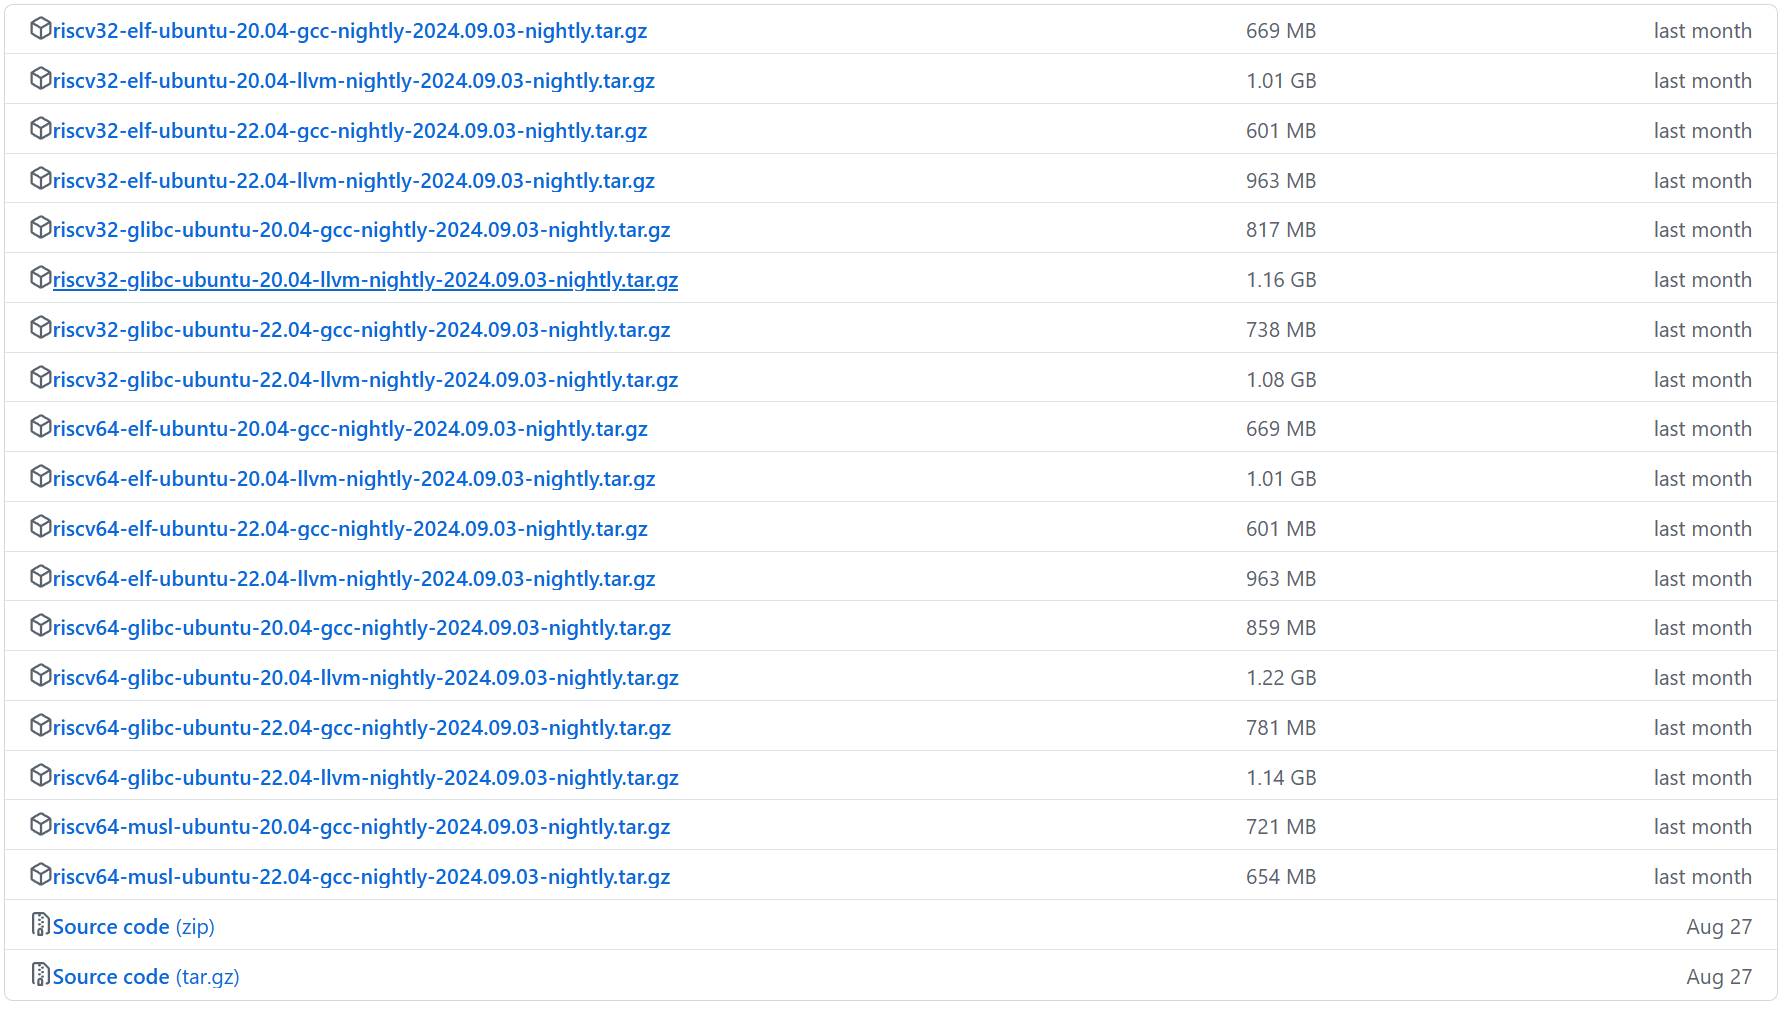 riscv32-elf-ubuntu-20.04-gcc-nightly-2024.09.03-nightly.tar.gz 669 MB last month
riscv32-elf-ubuntu-20.04-llvm-nightly-2024.09.03-nightly.tar.gz 1.01 GB last month
riscv32-elf-ubuntu-22.04-gcc-nightly-2024.09.03-nightly.tar.gz 601 MB last month
riscv32-elf-ubuntu-22.04-llvm-nightly-2024.09.03-nightly.tar.gz 963 MB last month
riscv32-glibc-ubuntu-20.04-gcc-nightly-2024.09.03-nightly.tar.gz 817 MB last month
riscv32-glibc-ubuntu-20.04-llvm-nightly-2024.09.03-nightly.tar.gz 1.16 GB last month
riscv32-glibc-ubuntu-22.04-gcc-nightly-2024.09.03-nightly.tar.gz 738 MB last month
riscv32-glibc-ubuntu-22.04-llvm-nightly-2024.09.03-nightly.tar.gz 1.08 GB last month
riscv64-elf-ubuntu-20.04-gcc-nightly-2024.09.03-nightly.tar.gz 669 MB last month
riscv64-elf-ubuntu-20.04-llvm-nightly-2024.09.03-nightly.tar.gz 1.01 GB last month
riscv64-elf-ubuntu-22.04-gcc-nightly-2024.09.03-nightly.tar.gz 601 MB last month
riscv64-elf-ubuntu-22.04-llvm-nightly-2024.09.03-nightly.tar.gz 963 MB last month
riscv64-glibc-ubuntu-20.04-gcc-nightly-2024.09.03-nightly.tar.gz 859 MB last month
riscv64-glibc-ubuntu-20.04-llvm-nightly-2024.09.03-nightly.tar.gz 1.22 GB last month
riscv64-glibc-ubuntu-22.04-gcc-nightly-2024.09.03-nightly.tar.gz 781 MB last month
riscv64-glibc-ubuntu-22.04-llvm-nightly-2024.09.03-nightly.tar.gz 1.14 GB last month
riscv64-musl-ubuntu-20.04-gcc-nightly-2024.09.03-nightly.tar.gz 721 MB last month
riscv64-musl-ubuntu-22.04-gcc-nightly-2024.09.03-nightly.tar.gz 654 MB last month
Source code (zip) Aug 27
Source code (tar.gz) Aug 27